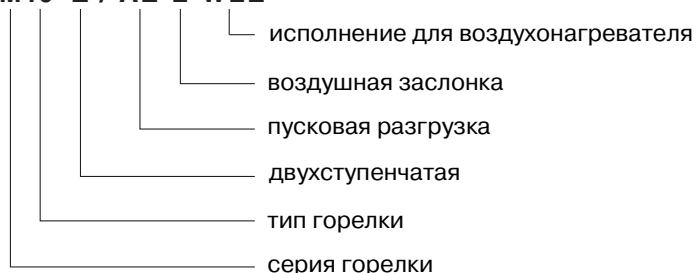 исполнение для воздухонагревателя
воздушная заслонка
пусковая разгрузка
двухступенчатая
тип горелки
серия горелки